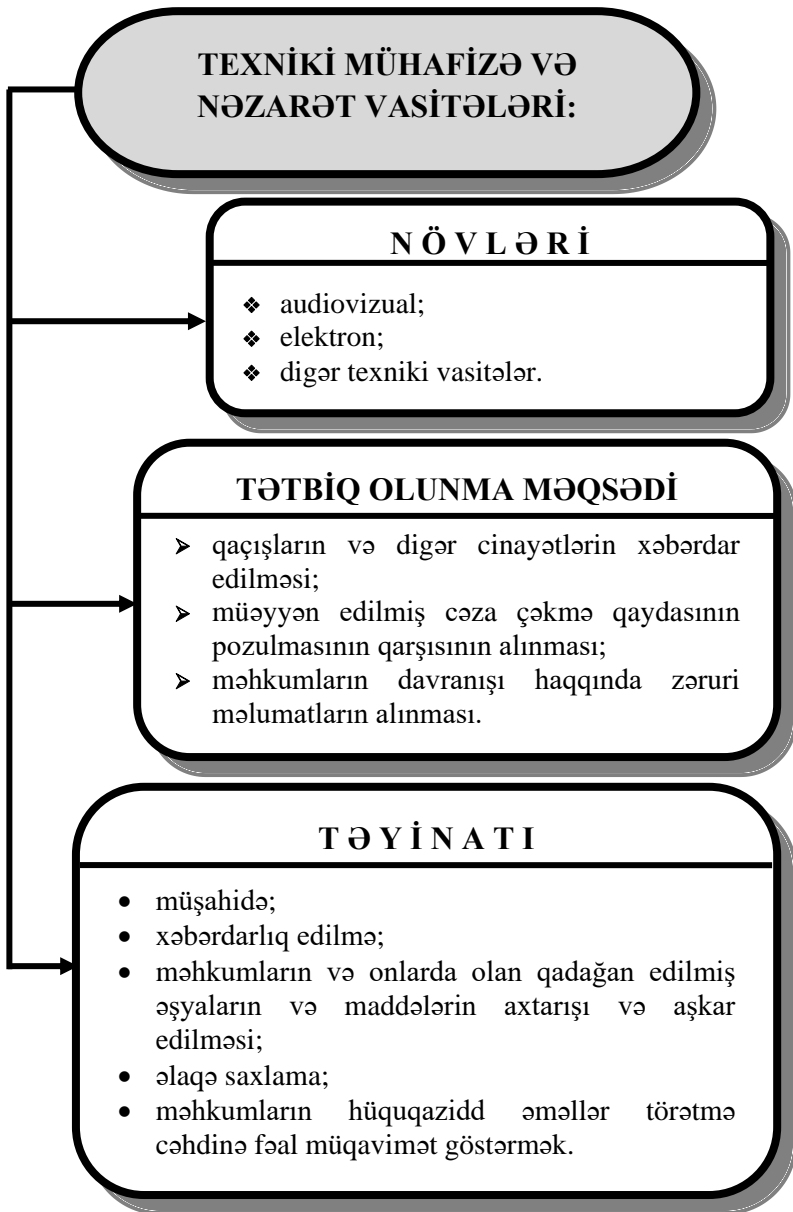 TEXNİKİ MÜHAFİZƏ VƏ
NƏZARƏT VASİTƏLƏRİ:
N Ö V L Ə R İ
❖ audiovizual;
❖ elektron;
❖ digər texniki vasitələr.
TƏTBİQ OLUNMA MƏQSƏDİ
➢ qaçışların və digər cinayətlərin xəbərdar
edilməsi;
➢ müəyyən edilmiş cəza çəkmə qaydasının
pozulmasının qarşısının alınması;
➢ məhkumların davranışı haqqında zəruri
məlumatların alınması.
T Ə Y İ N A T I
• müşahidə;
• xəbərdarlıq edilmə;
• məhkumların və onlarda olan qadağan edilmiş
əşyaların və maddələrin axtarışı və aşkar
edilməsi;
• əlaqə saxlama;
• məhkumların hüquqazidd əməllər törətmə
cəhdinə fəal müqavimət göstərmək.